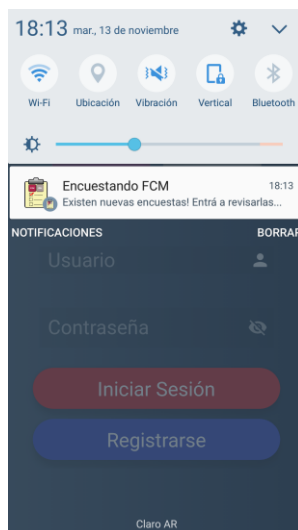 18:13 mar., 13 de noviembre
Wi-Fi Ubicación Vibración Vertical Bluetooth
Encuestando FCM 18:13
Existen nuevas encuestas! Entrá a revisarlas...
NOTIFICACIONES BORRAR
Usuario
Contraseña
Iniciar Sesión
Registrarse
Claro AR